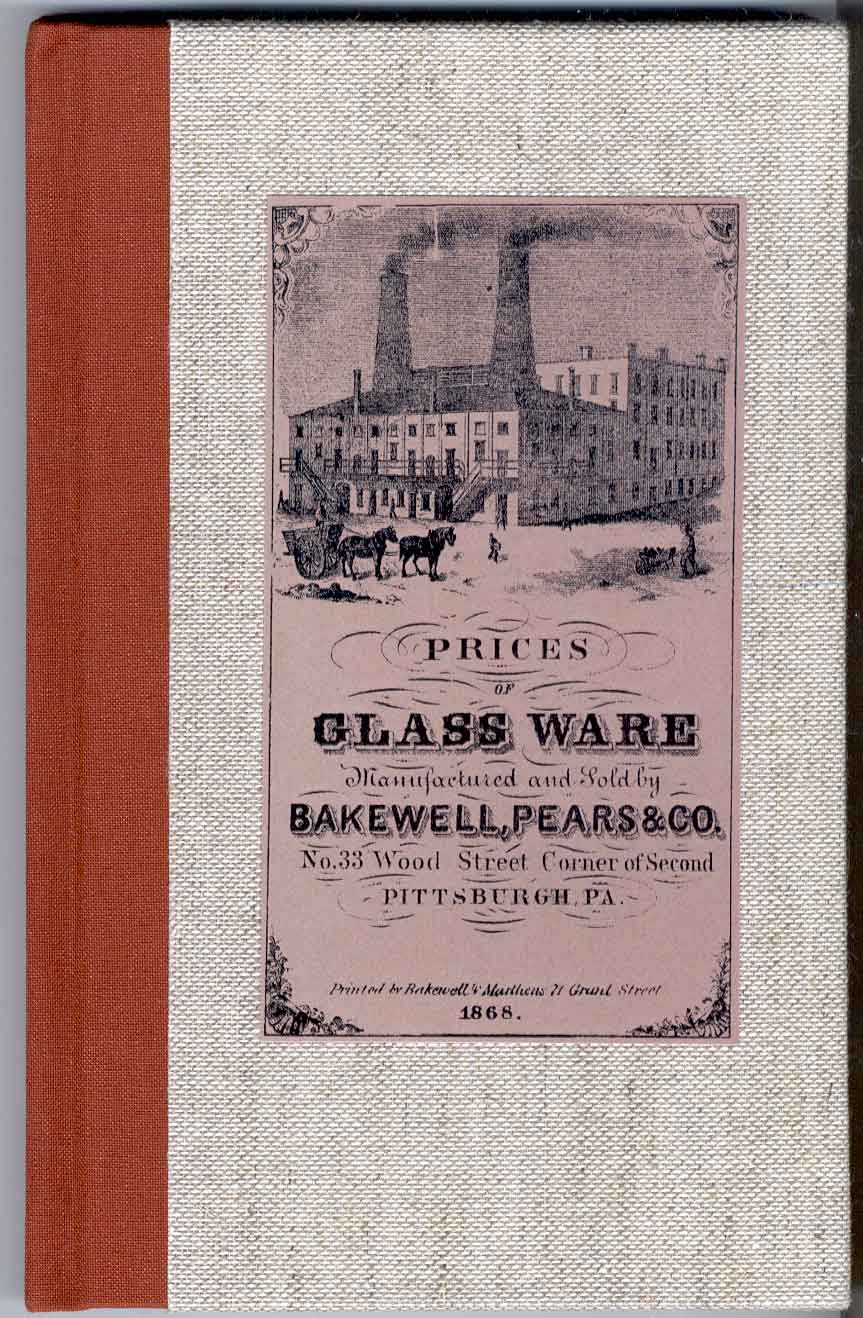 PRICES
OF
GLASS WARE
Manufactured and Sold by
BAKEWELL, PEARS & CO.
No. 33 Wood Street Corner of Second
PITTSBURGH, PA.
Printed by Bakewell & Marthens 71 Grant Street
1868.